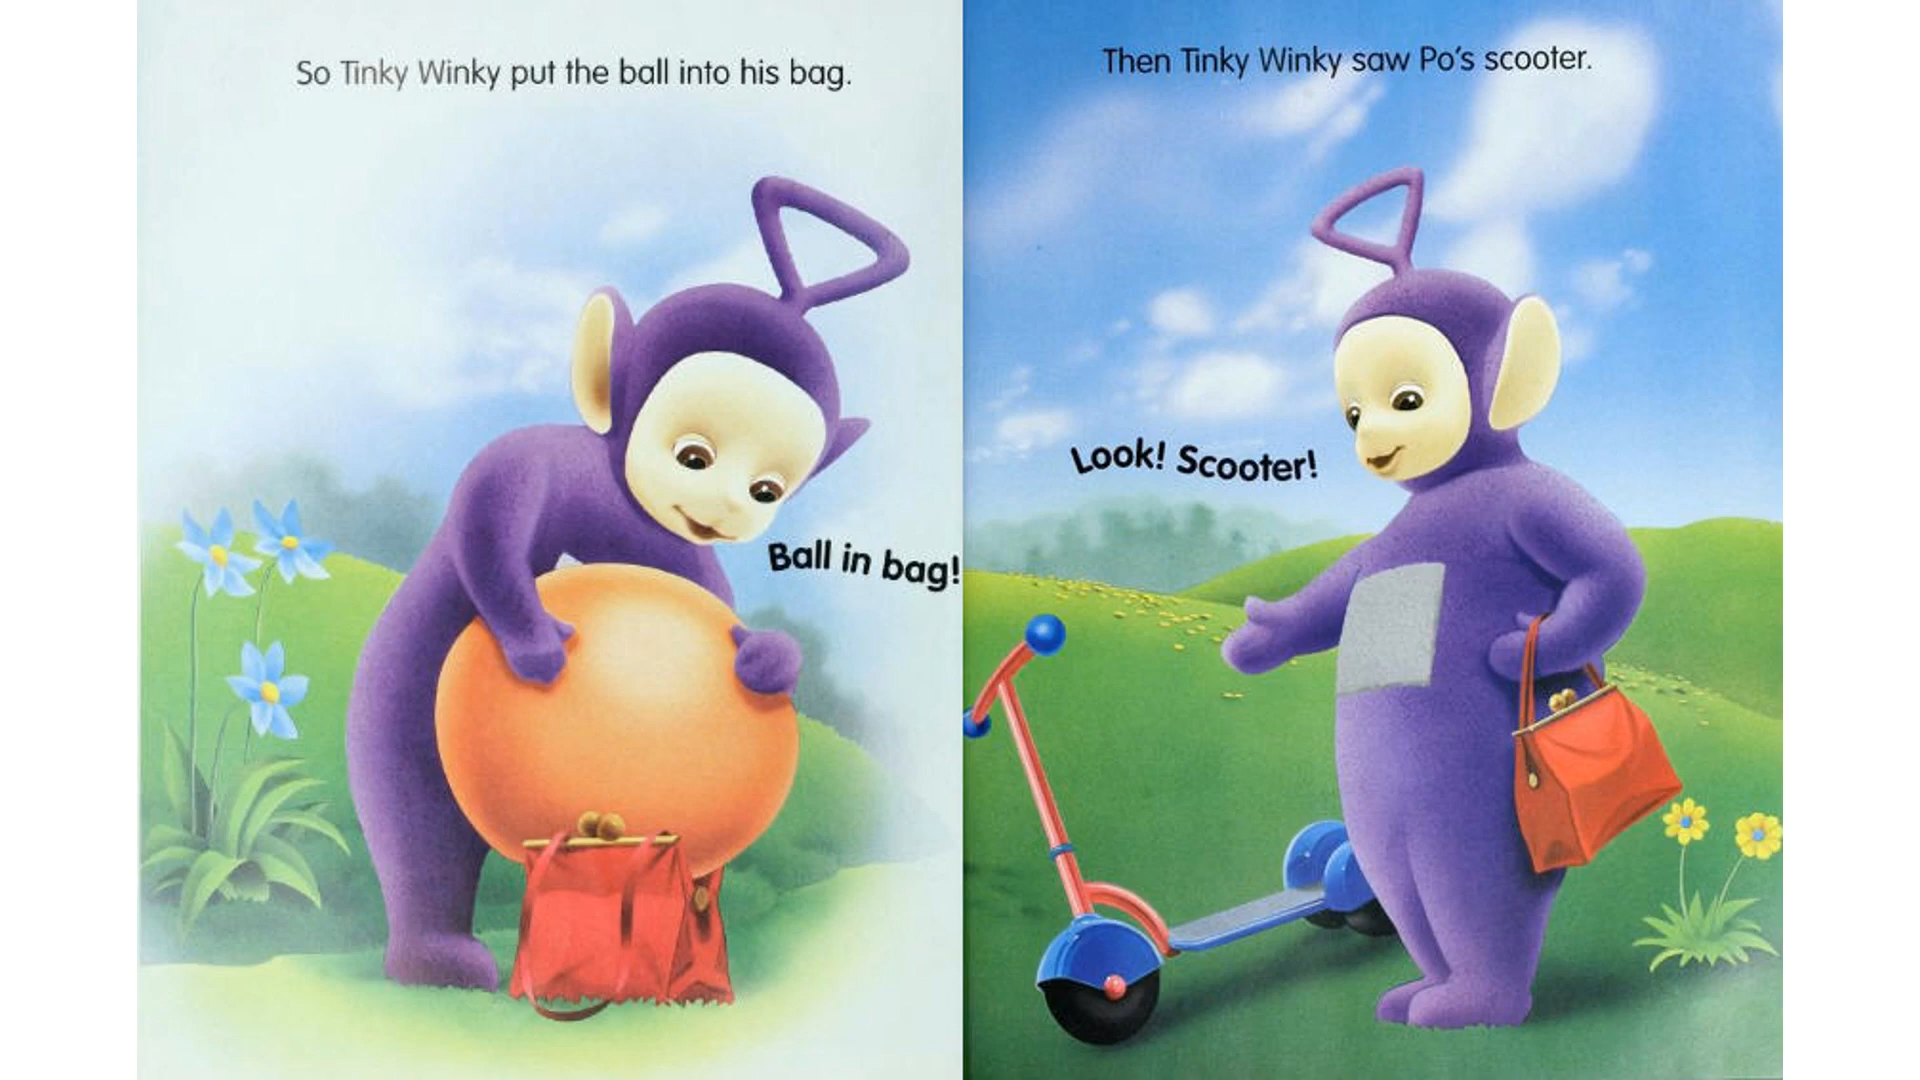 So Tinky Winky put the ball into his bag.
Ball in bag!
Then Tinky Winky saw Po's scooter.
Look! Scooter!